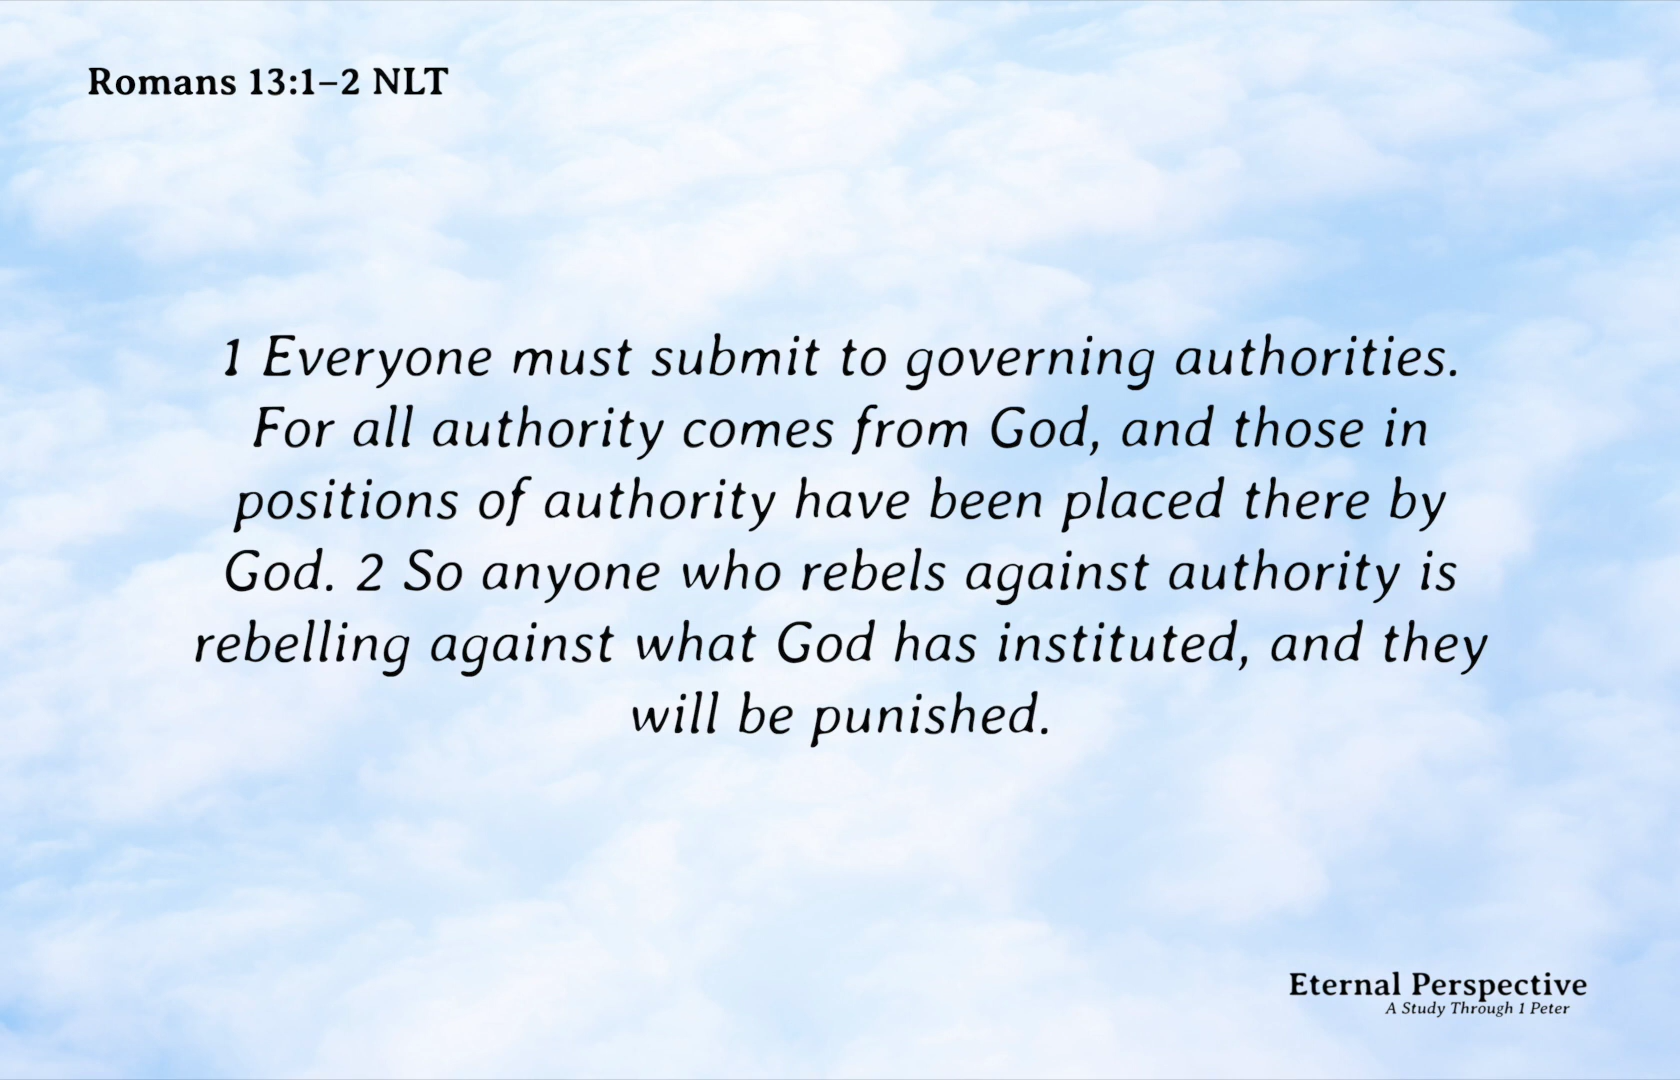 Romans 13:1–2 NLT
1 Everyone must submit to governing authorities.
For all authority comes from God, and those in
positions of authority have been placed there by
God. 2 So anyone who rebels against authority is
rebelling against what God has instituted, and they
will be punished.
Eternal Perspective
A Study Through 1 Peter